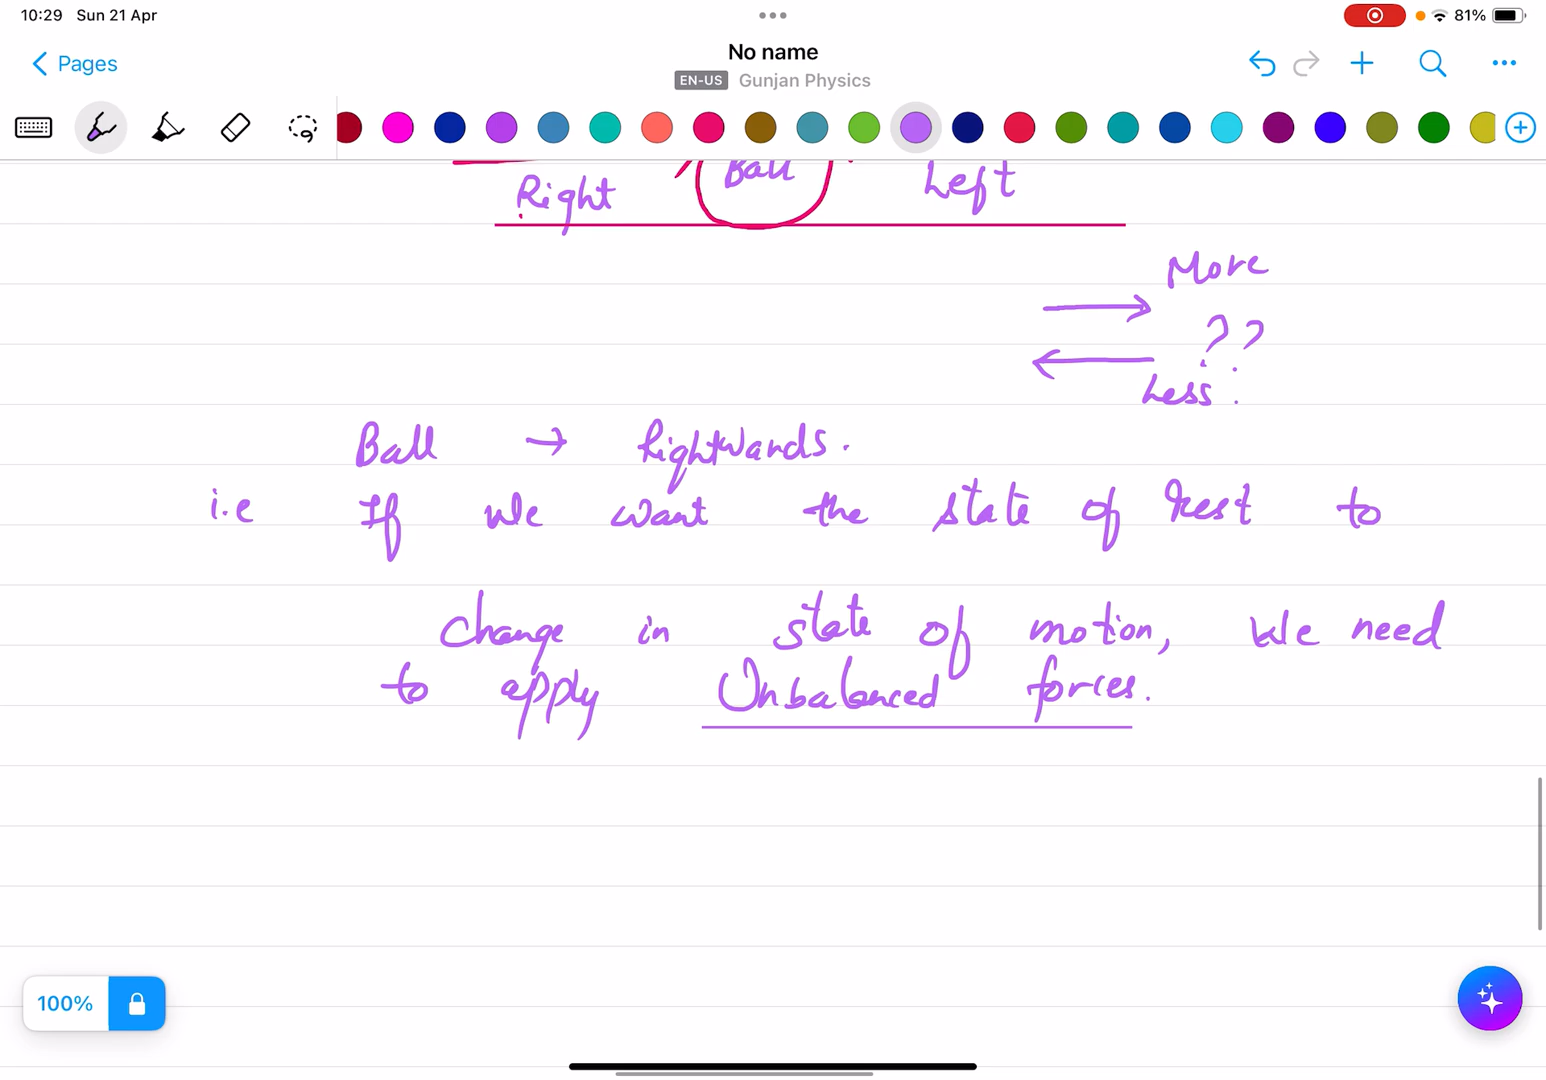 10:29 Sun 21 Apr
81%
Pages
No name
EN-US Gunjan Physics
Right Ball Left
More
??
Less
Ball → Rightwards.
i.e If we want the state of Rest to
change in state of motion, we need
to apply Unbalanced forces.
100%